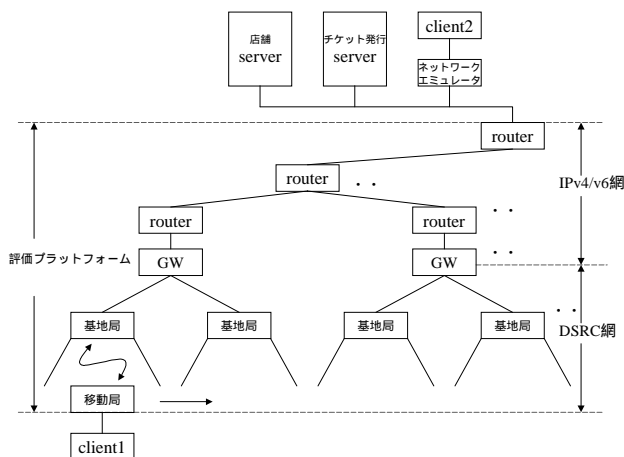 店舗
server
チケット発行
server
client2
ネットワーク
エミュレータ
router
router
. .
IPv4/v6網
router
router
. .
評価プラットフォーム
GW
GW
. .
基地局
基地局
基地局
基地局
. .
DSRC網
移動局
client1